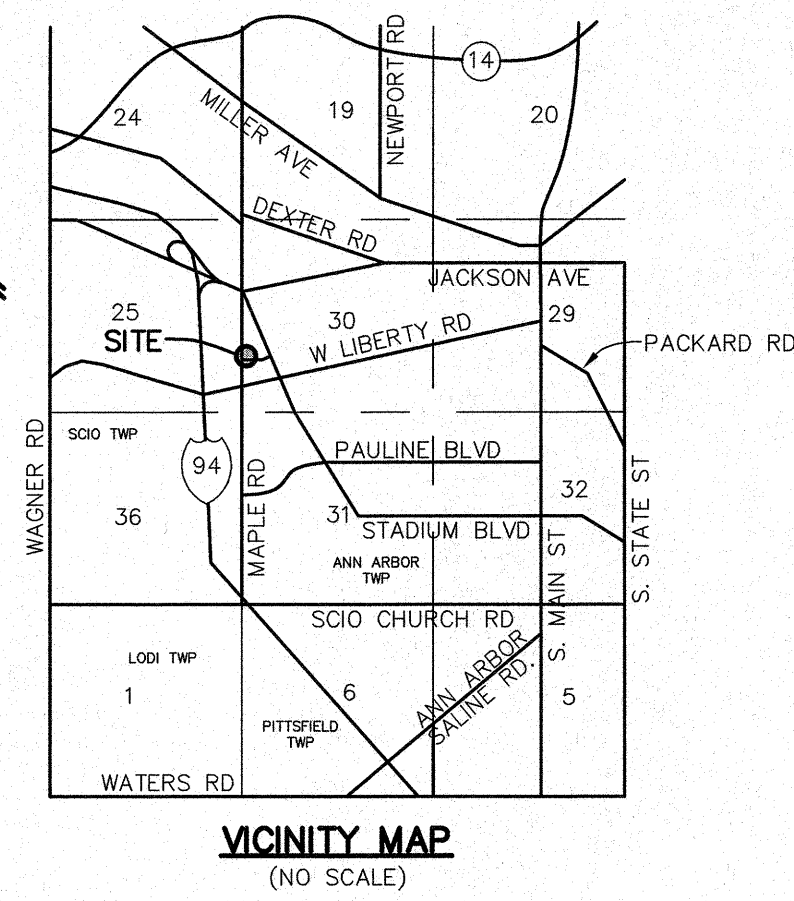 NEWPORT RD
14
24
MILLER AVE
19
20
DEXTER RD
JACKSON AVE
25
30
29
SITE
W LIBERTY RD
PACKARD RD
WAGNER RD
SCIO TWP
94
MAPLE RD
PAULINE BLVD
36
31
32
STADIUM BLVD
S. STATE ST
ANN ARBOR
TWP
S. MAIN ST
SCIO CHURCH RD
LODI TWP
1
6
ANN ARBOR
SALINE RD.
5
PITTSFIELD
TWP
WATERS RD
VICINITY MAP
(NO SCALE)